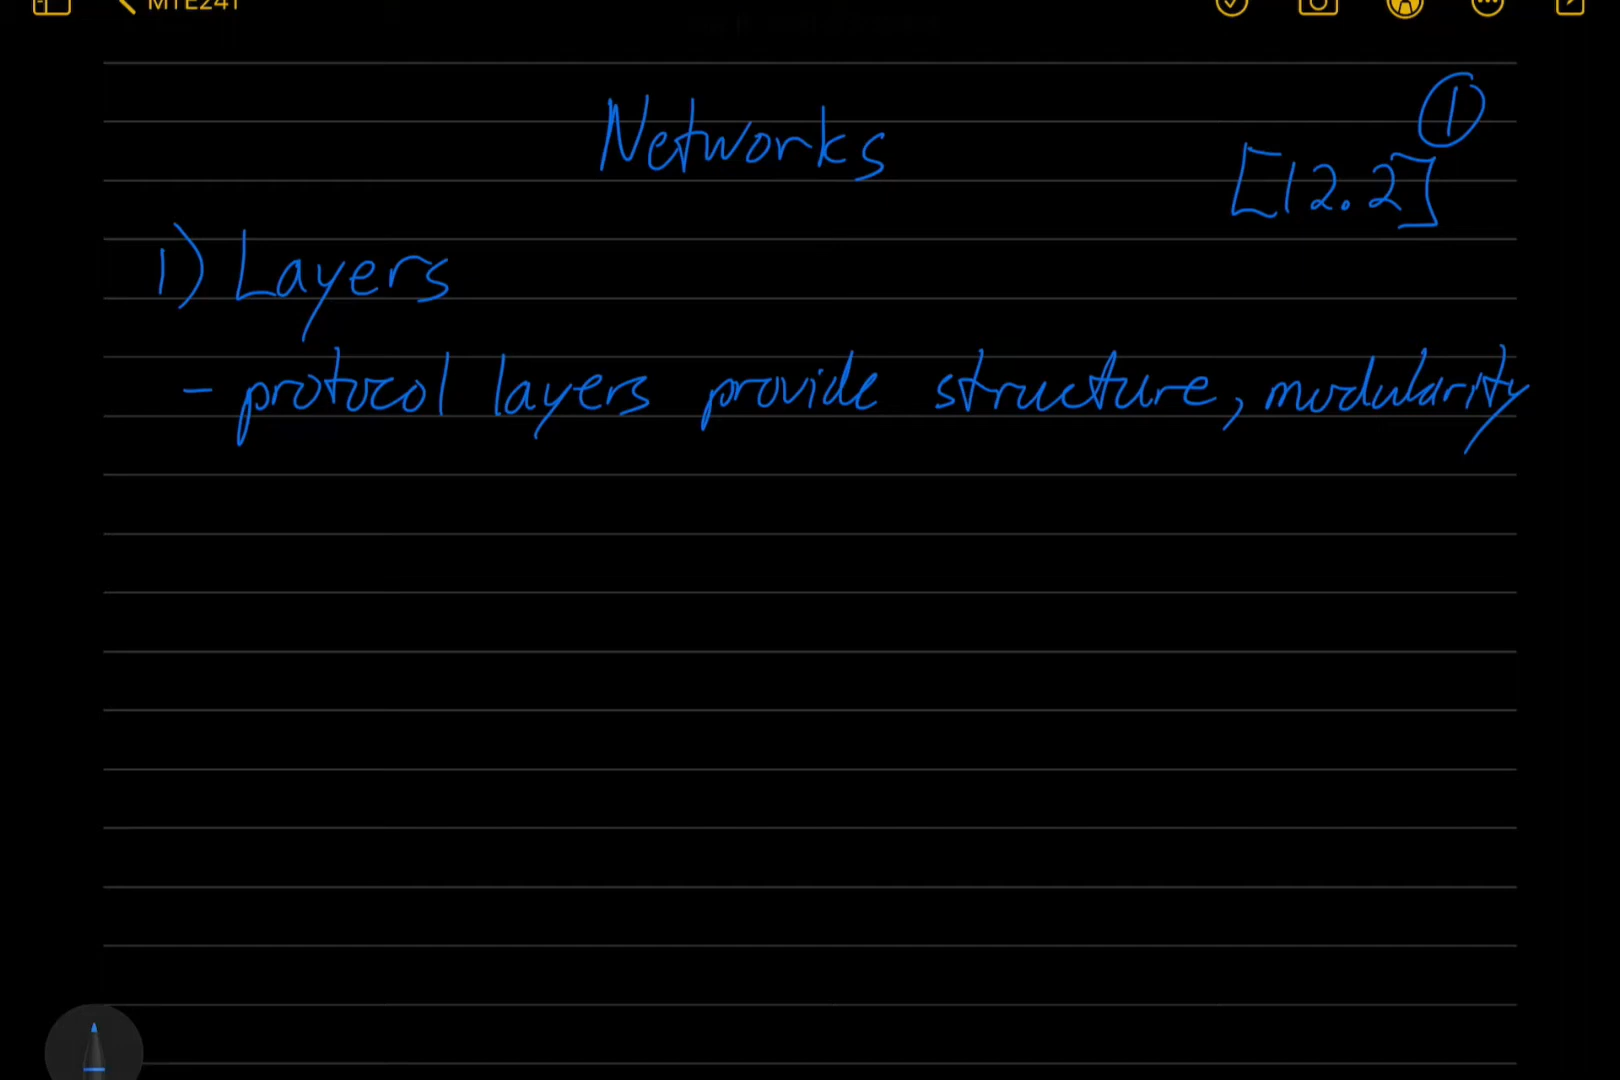 MTE241
①
Networks
[12.2]
1) Layers
- protocol layers provide structure, modularity